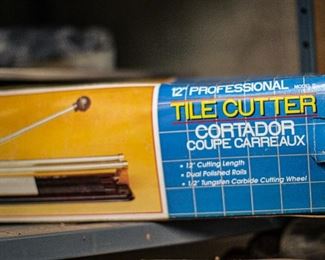 12" PROFESSIONAL
TILE CUTTER
CORTADOR
COUPE CARREAUX
• 12" Cutting Length
• Dual Polished Rails
• 1/2" Tungsten Carbide Cutting Wheel